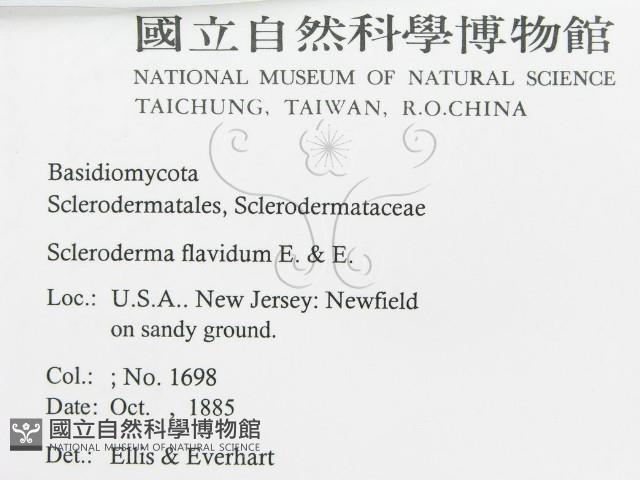 國立自然科學博物館
NATIONAL MUSEUM OF NATURAL SCIENCE
TAICHUNG, TAIWAN, R.O.CHINA
Basidiomycota
Sclerodermatales, Sclerodermataceae
Scleroderma flavidum E. & E.
Loc.: U.S.A.. New Jersey: Newfield
on sandy ground.
Col.: ; No. 1698
Date: Oct. , 1885
國立自然科學博物館
NATIONAL MUSEUM OF NATURAL SCIENCE
Det.: Ellis & Everhart